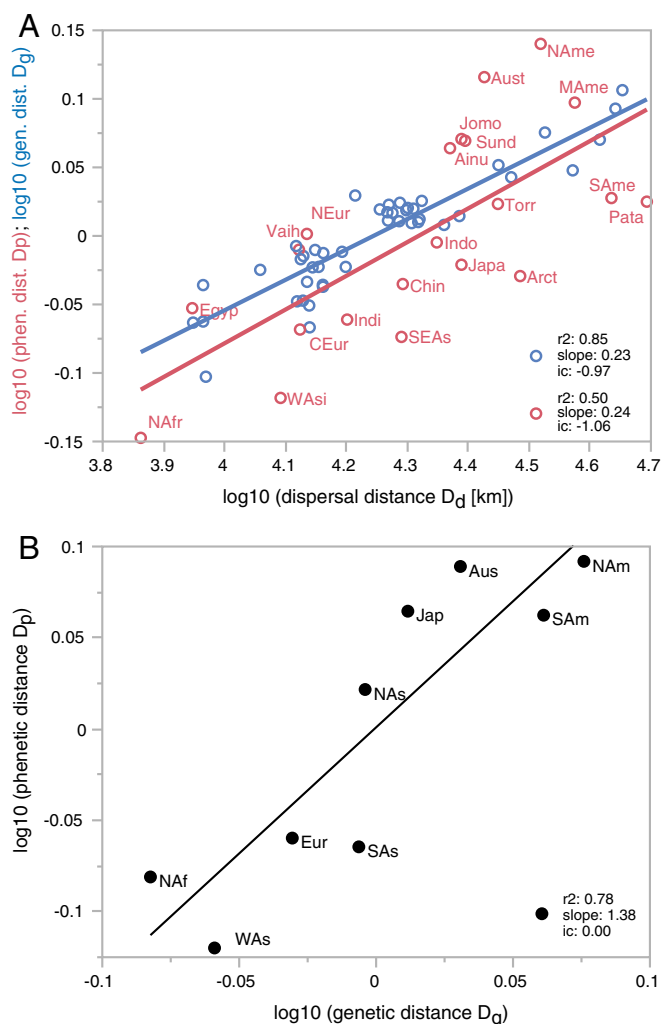 A
log10 (phen. dist. Dp); log10 (gen. dist. Dg)
0.15
0.1
0.05
0
-0.05
-0.1
-0.15
NAme
Aust
MAme
Jomo
Sund
Ainu
SAme
Pata
Torr
NEur
Vaih
Indo
Japa
Arct
Chin
Egyp
Indi
CEur
SEAs
WAsi
NAfr
r2: 0.85
slope: 0.23
ic: -0.97
r2: 0.50
slope: 0.24
ic: -1.06
3.8 3.9 4 4.1 4.2 4.3 4.4 4.5 4.6 4.7
log10 (dispersal distance Dd [km])
B
log10 (phenetic distance Dp)
0.1
0.05
0
-0.05
-0.1
Aus
NAm
Jap
SAm
NAs
Eur
SAs
NAf
WAs
r2: 0.78
slope: 1.38
ic: 0.00
-0.1 -0.05 0 0.05 0.1
log10 (genetic distance Dg)